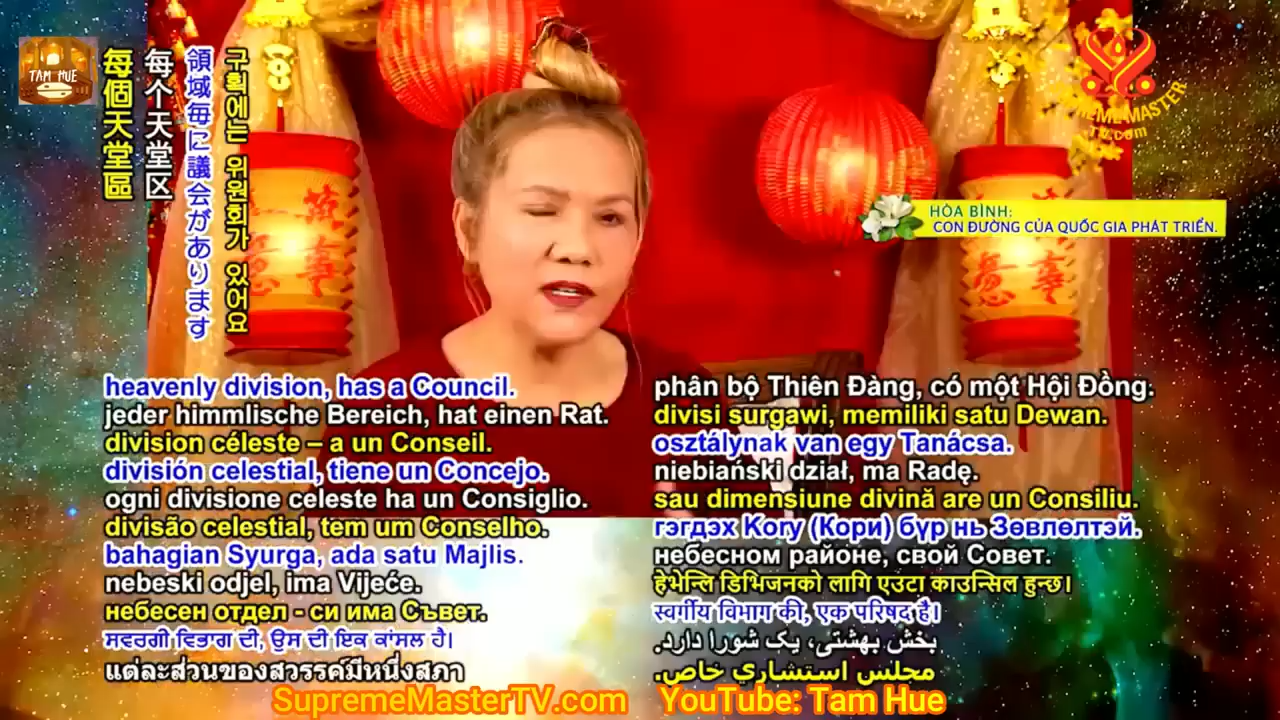 TAM HUE
每個天堂區
每个天堂区
領域毎に議会があります
구획에는 위원회가 있어요
SUPREME MASTER
TV.com
HÒA BÌNH:
CON ĐƯỜNG CỦA QUỐC GIA PHÁT TRIỂN.
heavenly division, has a Council.
jeder himmlische Bereich, hat einen Rat.
division céleste – a un Conseil.
división celestial, tiene un Concejo.
ogni divisione celeste ha un Consiglio.
divisão celestial, tem um Conselho.
bahagian Syurga, ada satu Majlis.
nebeski odjel, ima Vijeće.
небесен отдел - си има Съвет.
ਸਵਰਗੀ ਵਿਭਾਗ ਦੀ, ਉਸ ਦੀ ਇਕ ਕਾਂਸਲ ਹੈ।
แต่ละส่วนของสวรรค์มีหนึ่งสภา
phân bộ Thiên Đàng, có một Hội Đồng.
divisi surgawi, memiliki satu Dewan.
osztálynak van egy Tanácsa.
niebiański dział, ma Radę.
sau dimensiune divină are un Consiliu.
гэгдэх Kory (Кори) бүр нь Зөвлөлтэй.
небесном районе, свой Совет.
हेभेन्लि डिभिजनको लागि एउटा काउन्सिल हुन्छ।
स्वर्गीय विभाग की, एक परिषद है।
بخش بهشتی، یک شورا دارد.
مجلس استشاري خاص.
SupremeMasterTV.com
YouTube: Tam Hue